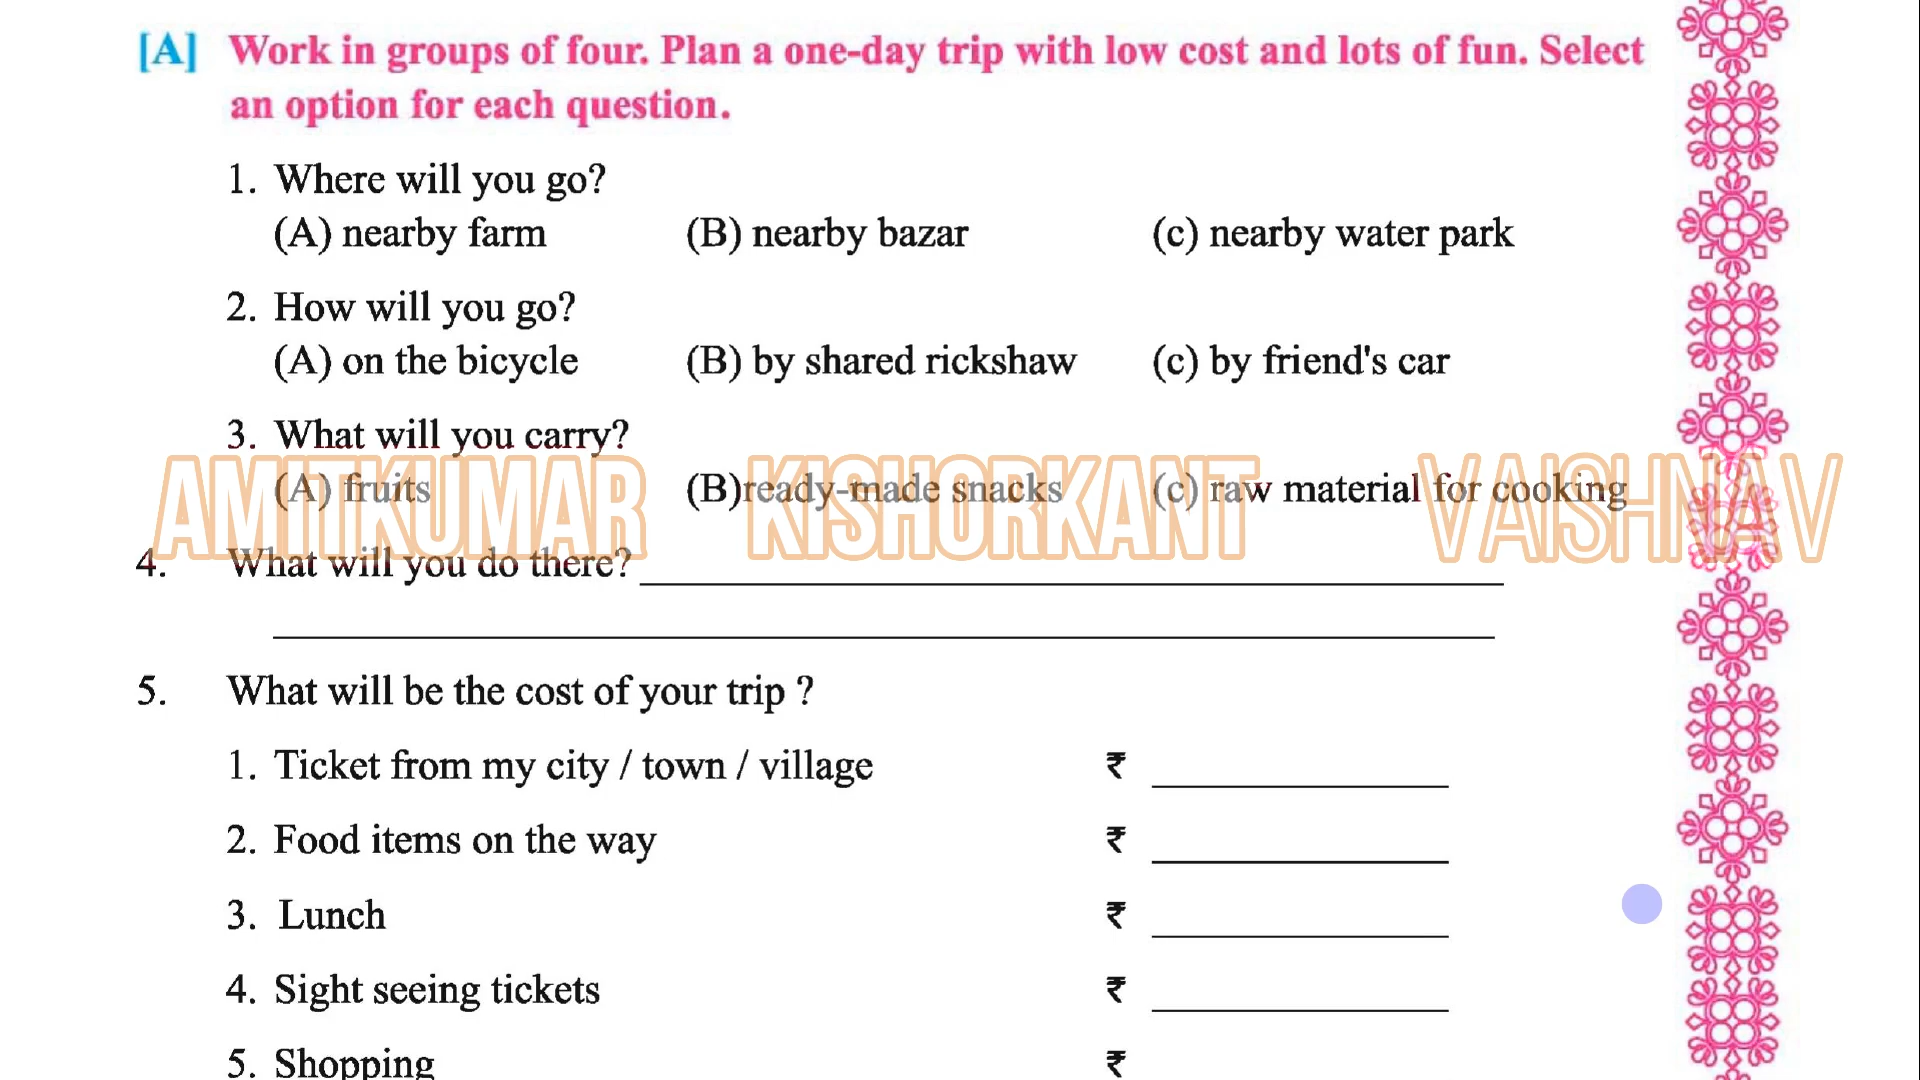 [A] Work in groups of four. Plan a one-day trip with low cost and lots of fun. Select
an option for each question.
1. Where will you go?
(A) nearby farm (B) nearby bazar (c) nearby water park
2. How will you go?
(A) on the bicycle (B) by shared rickshaw (c) by friend's car
3. What will you carry?
(A) fruits (B)ready-made snacks (c) raw material for cooking
AMITKUMAR KISHORKANT VAISHNAV
4. What will you do there?
5. What will be the cost of your trip ?
1. Ticket from my city / town / village ₹
2. Food items on the way ₹
3. Lunch ₹
4. Sight seeing tickets ₹
5. Shopping ₹